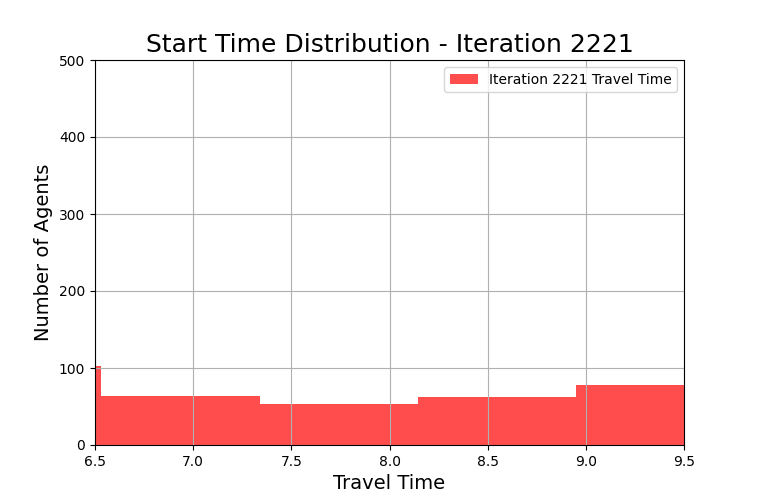 Start Time Distribution - Iteration 2221
Iteration 2221 Travel Time
Number of Agents
500
400
300
200
100
0
6.5 7.0 7.5 8.0 8.5 9.0 9.5
Travel Time